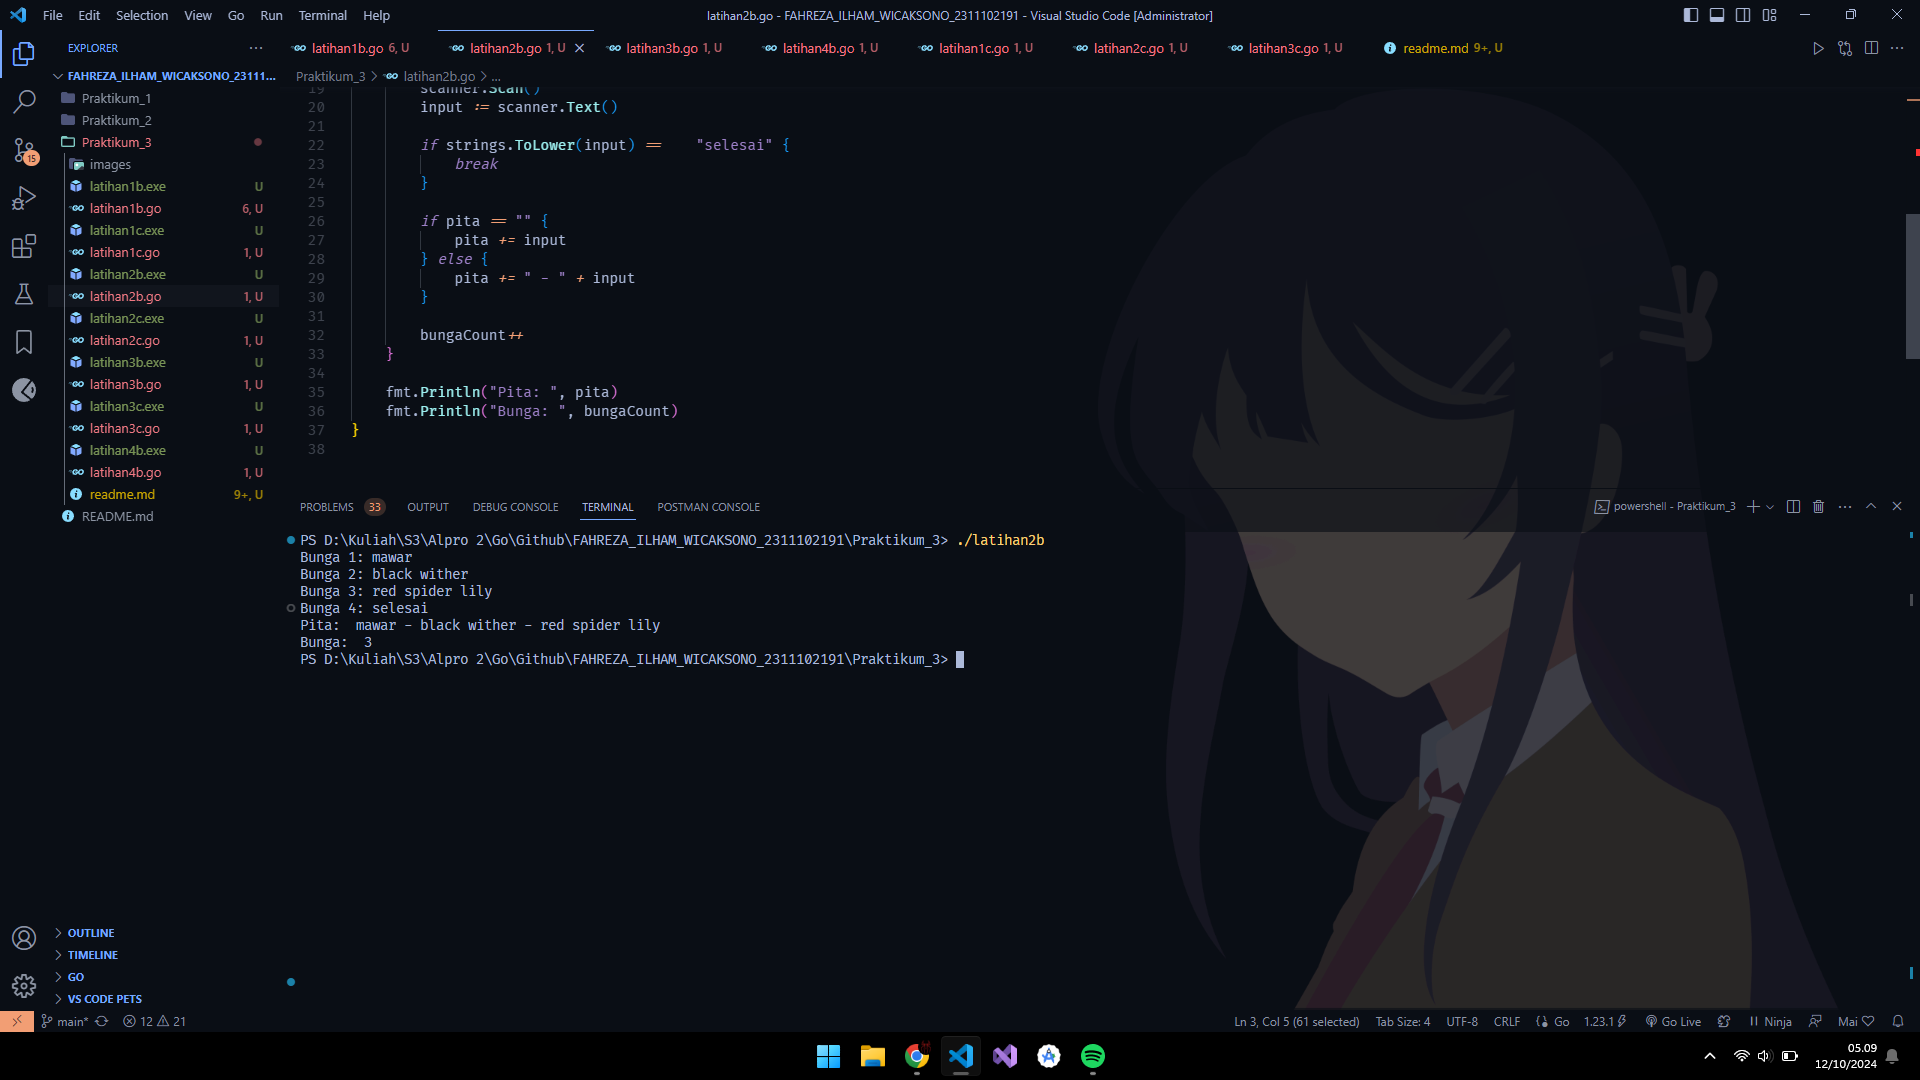 File Edit Selection View Go Run Terminal Help
latihan2b.go - FAHREZA_ILHAM_WICAKSONO_2311102191 - Visual Studio Code [Administrator]
EXPLORER
FAHREZA_ILHAM_WICAKSONO_23111...
Praktikum_1
Praktikum_2
Praktikum_3
images
latihan1b.exe U
latihan1b.go 6, U
latihan1c.exe U
latihan1c.go 1, U
latihan2b.exe U
latihan2b.go 1, U
latihan2c.exe U
latihan2c.go 1, U
latihan3b.exe U
latihan3b.go 1, U
latihan3c.exe U
latihan3c.go 1, U
latihan4b.exe U
latihan4b.go 1, U
readme.md 9+, U
README.md
15
OUTLINE
TIMELINE
GO
VS CODE PETS
latihan1b.go 6, U latihan2b.go 1, U latihan3b.go 1, U latihan4b.go 1, U latihan1c.go 1, U latihan2c.go 1, U latihan3c.go 1, U readme.md 9+, U
Praktikum_3 > latihan2b.go > ...
19 scanner.Scan()
20 input := scanner.Text()
21
22 if strings.ToLower(input) == "selesai" {
23 break
24 }
25
26 if pita == "" {
27 pita += input
28 } else {
29 pita += " - " + input
30 }
31
32 bungaCount++
33 }
34
35 fmt.Println("Pita: ", pita)
36 fmt.Println("Bunga: ", bungaCount)
37 }
38
PROBLEMS 33 OUTPUT DEBUG CONSOLE TERMINAL POSTMAN CONSOLE
powershell - Praktikum_3
PS D:\Kuliah\S3\Alpro 2\Go\Github\FAHREZA_ILHAM_WICAKSONO_2311102191\Praktikum_3> ./latihan2b
Bunga 1: mawar
Bunga 2: black wither
Bunga 3: red spider lily
Bunga 4: selesai
Pita:  mawar - black wither - red spider lily
Bunga:  3
PS D:\Kuliah\S3\Alpro 2\Go\Github\FAHREZA_ILHAM_WICAKSONO_2311102191\Praktikum_3>
main* 12 21
Ln 3, Col 5 (61 selected) Tab Size: 4 UTF-8 CRLF Go 1.23.1 Go Live Ninja Mai
05.09
12/10/2024